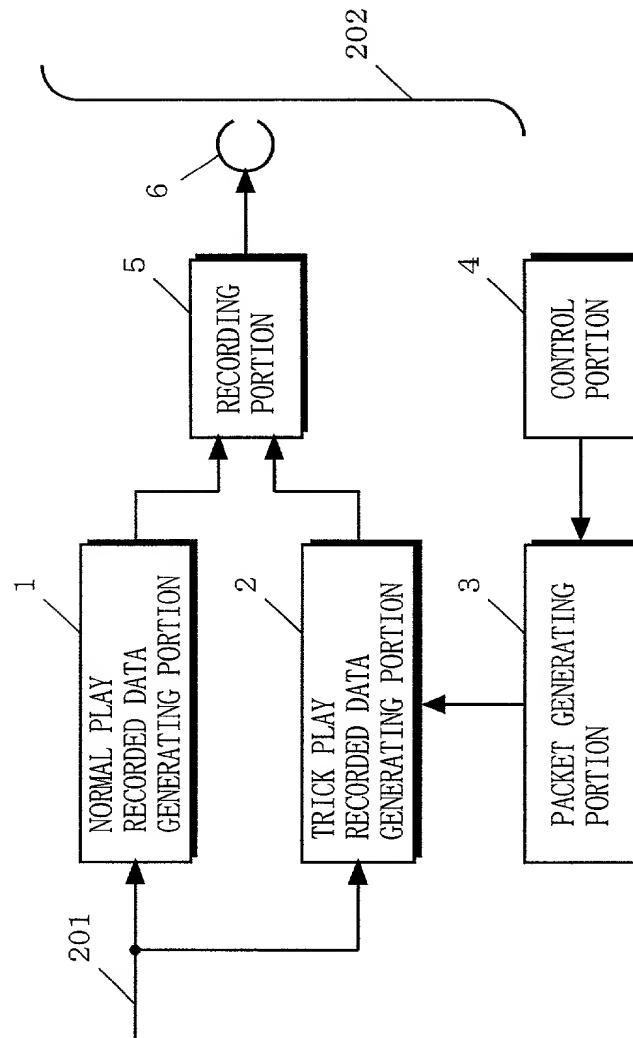 201
1
NORMAL PLAY
RECORDED DATA
GENERATING PORTION
2
TRICK PLAY
RECORDED DATA
GENERATING PORTION
3
PACKET GENERATING
PORTION
4
CONTROL
PORTION
5
RECORDING
PORTION
6
202